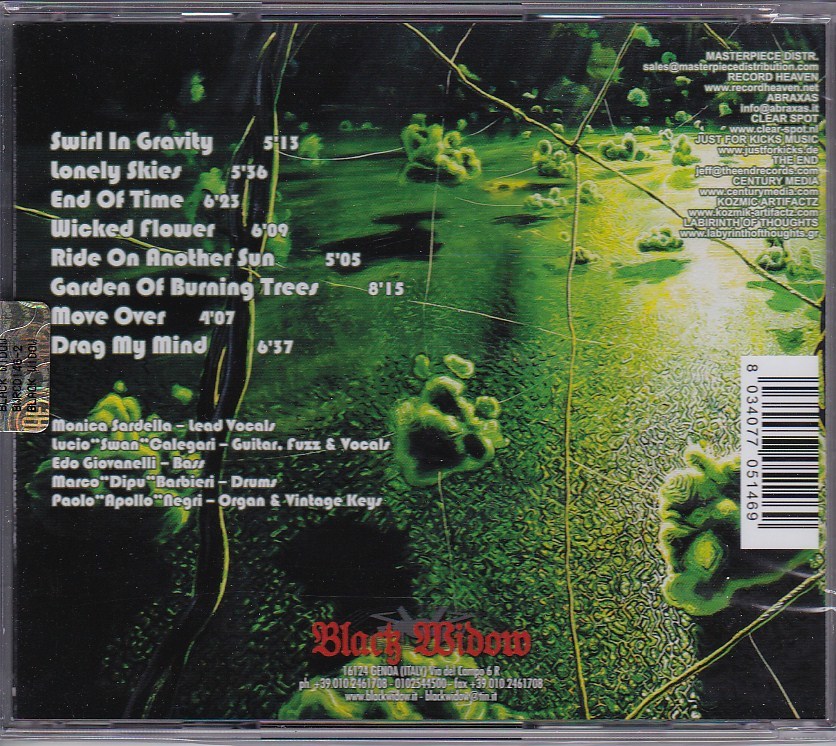 Swirl In Gravity 5'13
Lonely Skies 5'36
End Of Time 6'23
Wicked Flower 6'09
Ride On Another Sun 5'05
Garden Of Burning Trees 8'15
Move Over 4'07
Drag My Mind 6'37
Monica Sardella – Lead Vocals
Lucio"Swan"Calegari – Guitar, Fuzz & Vocals
Edo Giovanelli – Bass
Marco"Dipu"Barbieri – Drums
Paolo"Apollo"Negri – Organ & Vintage Keys
MASTERPIECE DISTR.
sales@masterpiecedistribution.com
RECORD HEAVEN
www.recordheaven.net
ABRAXAS
info@abraxas.it
CLEAR SPOT
www.clear-spot.nl
JUST FOR KICKS MUSIC
www.justforkicks.de
THE END
jeff@theendrecords.com
CENTURY MEDIA
www.centurymedia.com
KOZMIC ARTIFACTZ
www.kozmik-artifactz.com
LABIRINTH OF THOUGHTS
www.labyrinthofthoughts.gr
8 034077 051469
BLACK WIDOW
BLACK WIDOW
Black Widow
16124 GENOA (ITALY) Via del Campo 6 R
ph. +39.010.2461708 - 0102544500 - fax +39.010.2461708
www.blackwidow.it - blackwidow@tin.it